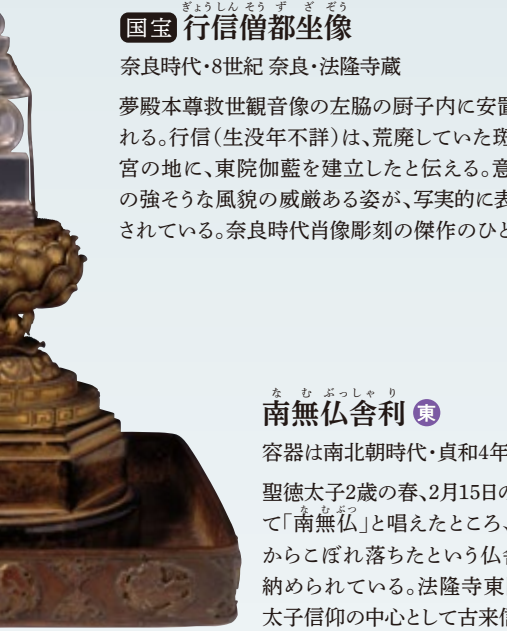 ぎょうしんそうずざぞう
国宝 行信僧都坐像
奈良時代・8世紀 奈良・法隆寺蔵
夢殿本尊救世観音像の左脇の厨子内に安置
れる。行信(生没年不詳)は、荒廃していた斑
宮の地に、東院伽藍を建立したと伝える。意
の強そうな風貌の威厳ある姿が、写実的に表
されている。奈良時代肖像彫刻の傑作のひと
なむぶっしゃり
南無仏舎利 東
容器は南北朝時代・貞和4年
聖徳太子2歳の春、2月15日の
なむぶつ
て「南無仏」と唱えたところ、
からこぼれ落ちたという仏舎
納められている。法隆寺東
太子信仰の中心として古来信